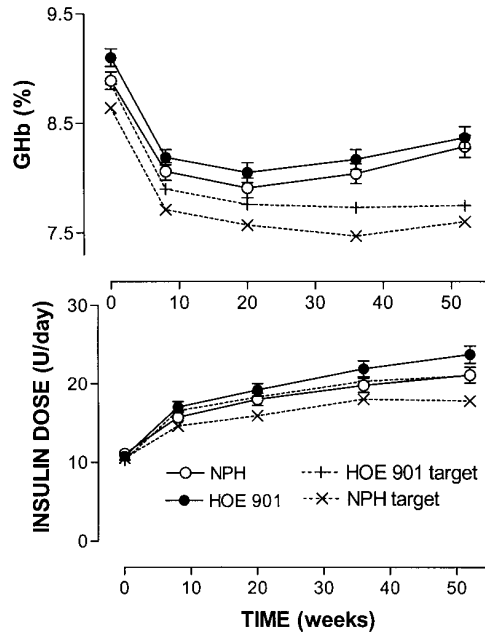 9.5
8.5
7.5
GHb (%)
0 10 20 30 40 50
30
20
10
0
INSULIN DOSE (U/day)
NPH
HOE 901 target
HOE 901
NPH target
0 10 20 30 40 50
TIME (weeks)